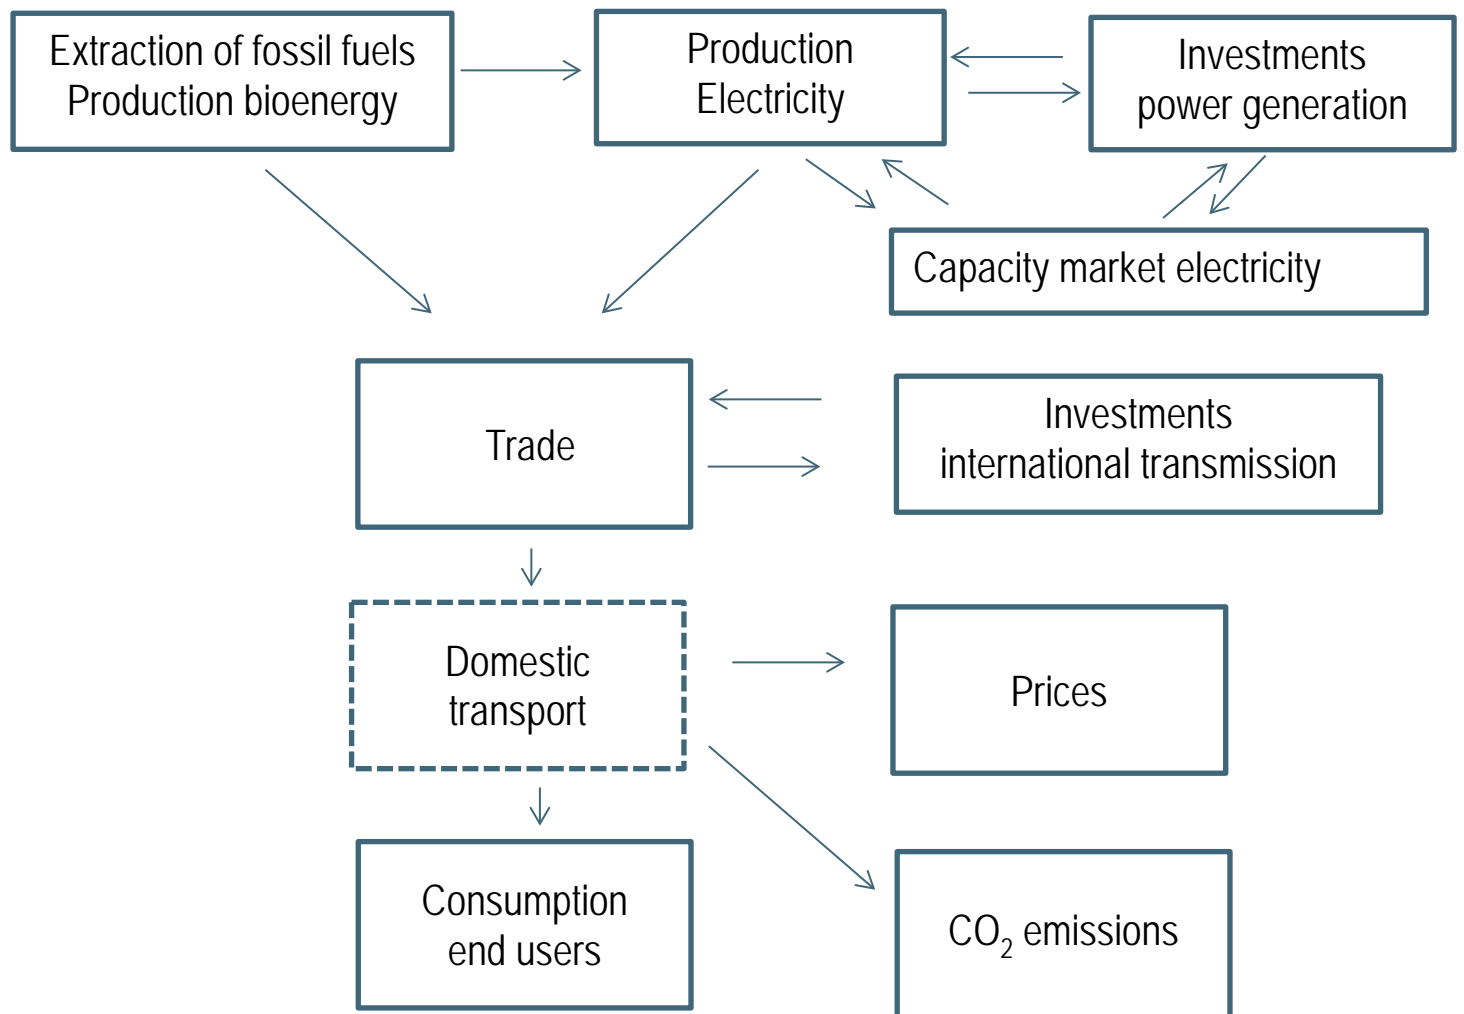 Extraction of fossil fuels
Production bioenergy
Production
Electricity
Investments
power generation
Capacity market electricity
Trade
Investments
international transmission
Domestic
transport
Prices
Consumption
end users
CO₂ emissions